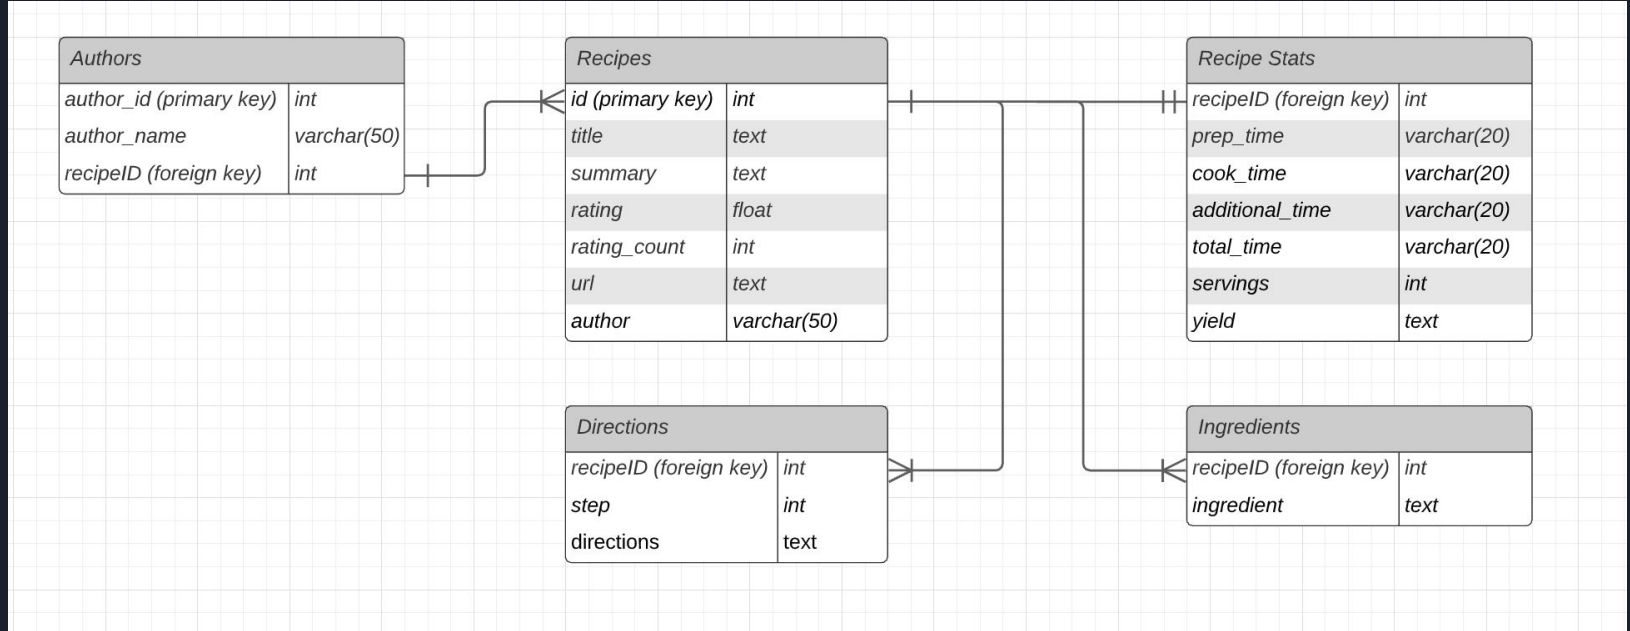 Authors
author_id (primary key) int
author_name varchar(50)
recipeID (foreign key) int
Recipes
id (primary key) int
title text
summary text
rating float
rating_count int
url text
author varchar(50)
Recipe Stats
recipeID (foreign key) int
prep_time varchar(20)
cook_time varchar(20)
additional_time varchar(20)
total_time varchar(20)
servings int
yield text
Directions
recipeID (foreign key) int
step int
directions text
Ingredients
recipeID (foreign key) int
ingredient text